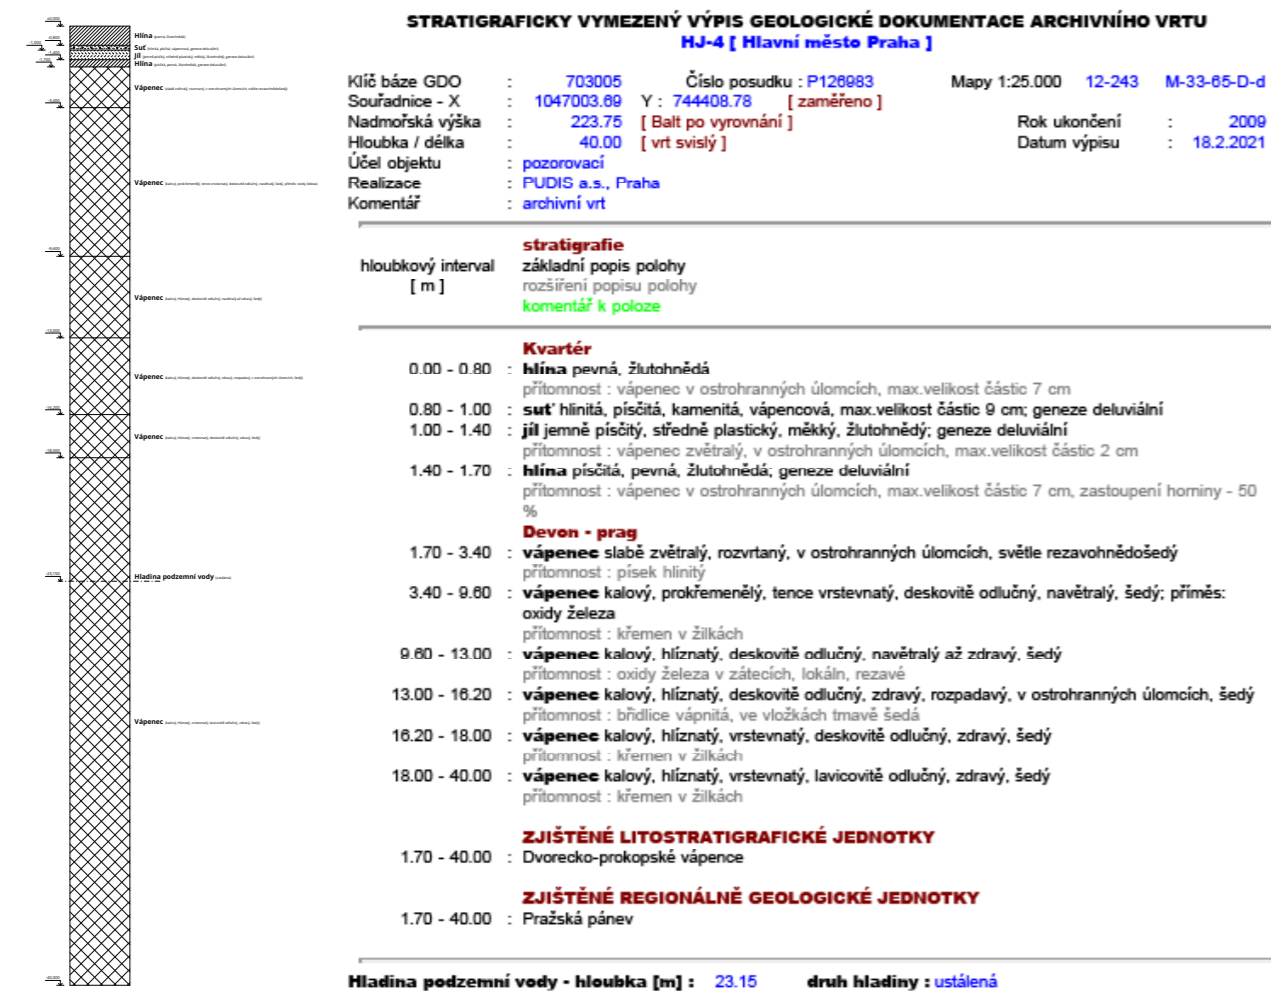 STRATIGRAFICKY VYMEZENÝ VÝPIS GEOLOGICKÉ DOKUMENTACE ARCHIVNÍHO VRTU
HJ-4 [ Hlavní město Praha ]
Klíč báze GDO : 703005 Číslo posudku : P126983 Mapy 1:25.000 12-243 M-33-65-D-d
Souřadnice - X : 1047003.69 Y : 744408.78 [ zaměřeno ]
Nadmořská výška : 223.75 [ Balt po vyrovnání ] Rok ukončení : 2009
Hloubka / délka : 40.00 [ vrt svislý ] Datum výpisu : 18.2.2021
Účel objektu : pozorovací
Realizace : PUDIS a.s., Praha
Komentář : archivní vrt
stratigrafie
hloubkový interval základní popis polohy
[ m ] rozšíření popisu polohy
komentář k poloze
Kvartér
0.00 - 0.80 : hlína pevná, žlutohnědá
přítomnost : vápenec v ostrohranných úlomcích, max.velikost částic 7 cm
0.80 - 1.00 : suť hlinitá, písčitá, kamenitá, vápencová, max.velikost částic 9 cm; geneze deluviální
1.00 - 1.40 : jíl jemně písčitý, středně plastický, měkký, žlutohnědý; geneze deluviální
přítomnost : vápenec zvětralý, v ostrohranných úlomcích, max.velikost částic 2 cm
1.40 - 1.70 : hlína písčitá, pevná, žlutohnědá; geneze deluviální
přítomnost : vápenec v ostrohranných úlomcích, max.velikost částic 7 cm, zastoupení horniny - 50
%
Devon - prag
1.70 - 3.40 : vápenec slabě zvětralý, rozvrtaný, v ostrohranných úlomcích, světle rezavohnědošedý
přítomnost : písek hlinitý
3.40 - 9.60 : vápenec kalový, prokřemenělý, tence vrstevnatý, deskovitě odlučný, navětralý, šedý; příměs:
oxidy železa
přítomnost : křemen v žilkách
9.60 - 13.00 : vápenec kalový, hlíznatý, deskovitě odlučný, navětralý až zdravý, šedý
přítomnost : oxidy železa v zátecích, lokáln, rezavé
13.00 - 16.20 : vápenec kalový, hlíznatý, deskovitě odlučný, zdravý, rozpadavý, v ostrohranných úlomcích, šedý
přítomnost : břidlice vápnitá, ve vložkách tmavě šedá
16.20 - 18.00 : vápenec kalový, hlíznatý, vrstevnatý, deskovitě odlučný, zdravý, šedý
přítomnost : křemen v žilkách
18.00 - 40.00 : vápenec kalový, hlíznatý, vrstevnatý, lavicovitě odlučný, zdravý, šedý
přítomnost : křemen v žilkách
ZJIŠTĚNÉ LITOSTRATIGRAFICKÉ JEDNOTKY
1.70 - 40.00 : Dvorecko-prokopské vápence
ZJIŠTĚNÉ REGIONÁLNĚ GEOLOGICKÉ JEDNOTKY
1.70 - 40.00 : Pražská pánev
Hladina podzemní vody - hloubka [m] : 23.15 druh hladiny : ustálená
Hlína
Suť
Jíl
Hlína
Vápenec
Vápenec
Vápenec
Vápenec
Vápenec
Hladina podzemní vody
Vápenec